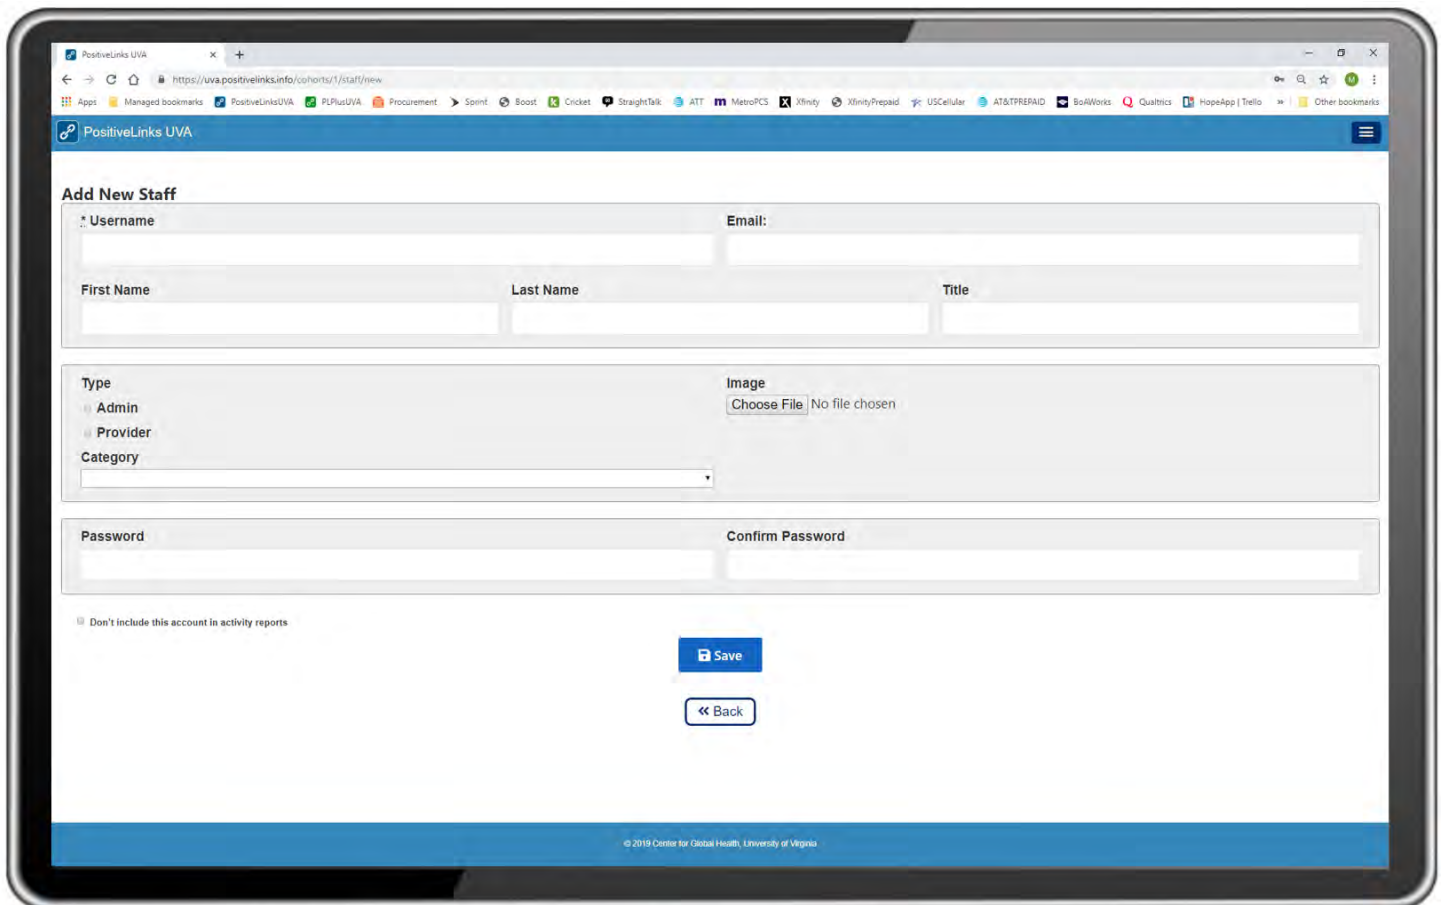 PositiveLinks UVA
https://uva.positivelinks.info/cohorts/1/staff/new
Apps Managed bookmarks PositiveLinksUVA PLPlusUVA Procurement Sprint Boost Cricket StraightTalk ATT MetroPCS Xfinity XfinityPrepaid USCellular AT&TPREPAID BoAWorks Qualtrics HopeApp | Trello » Other bookmarks
PositiveLinks UVA
Add New Staff
* Username Email:
First Name Last Name Title
Type Image
Admin Choose File No file chosen
Provider
Category
Password Confirm Password
Don't include this account in activity reports
Save
« Back
© 2019 Center for Global Health, University of Virginia